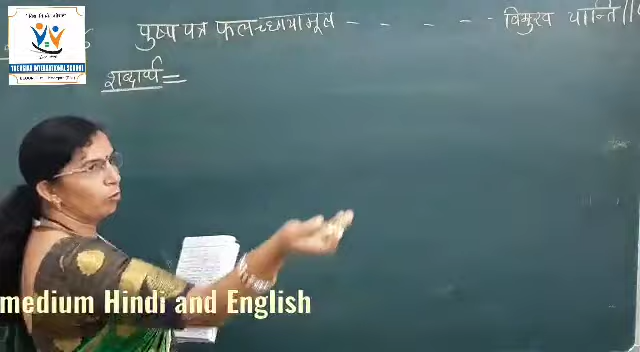 पुष्प पत्र फलच्छायामूल - - - - - विमुख यान्ति ||
शब्दार्थ =
medium Hindi and English